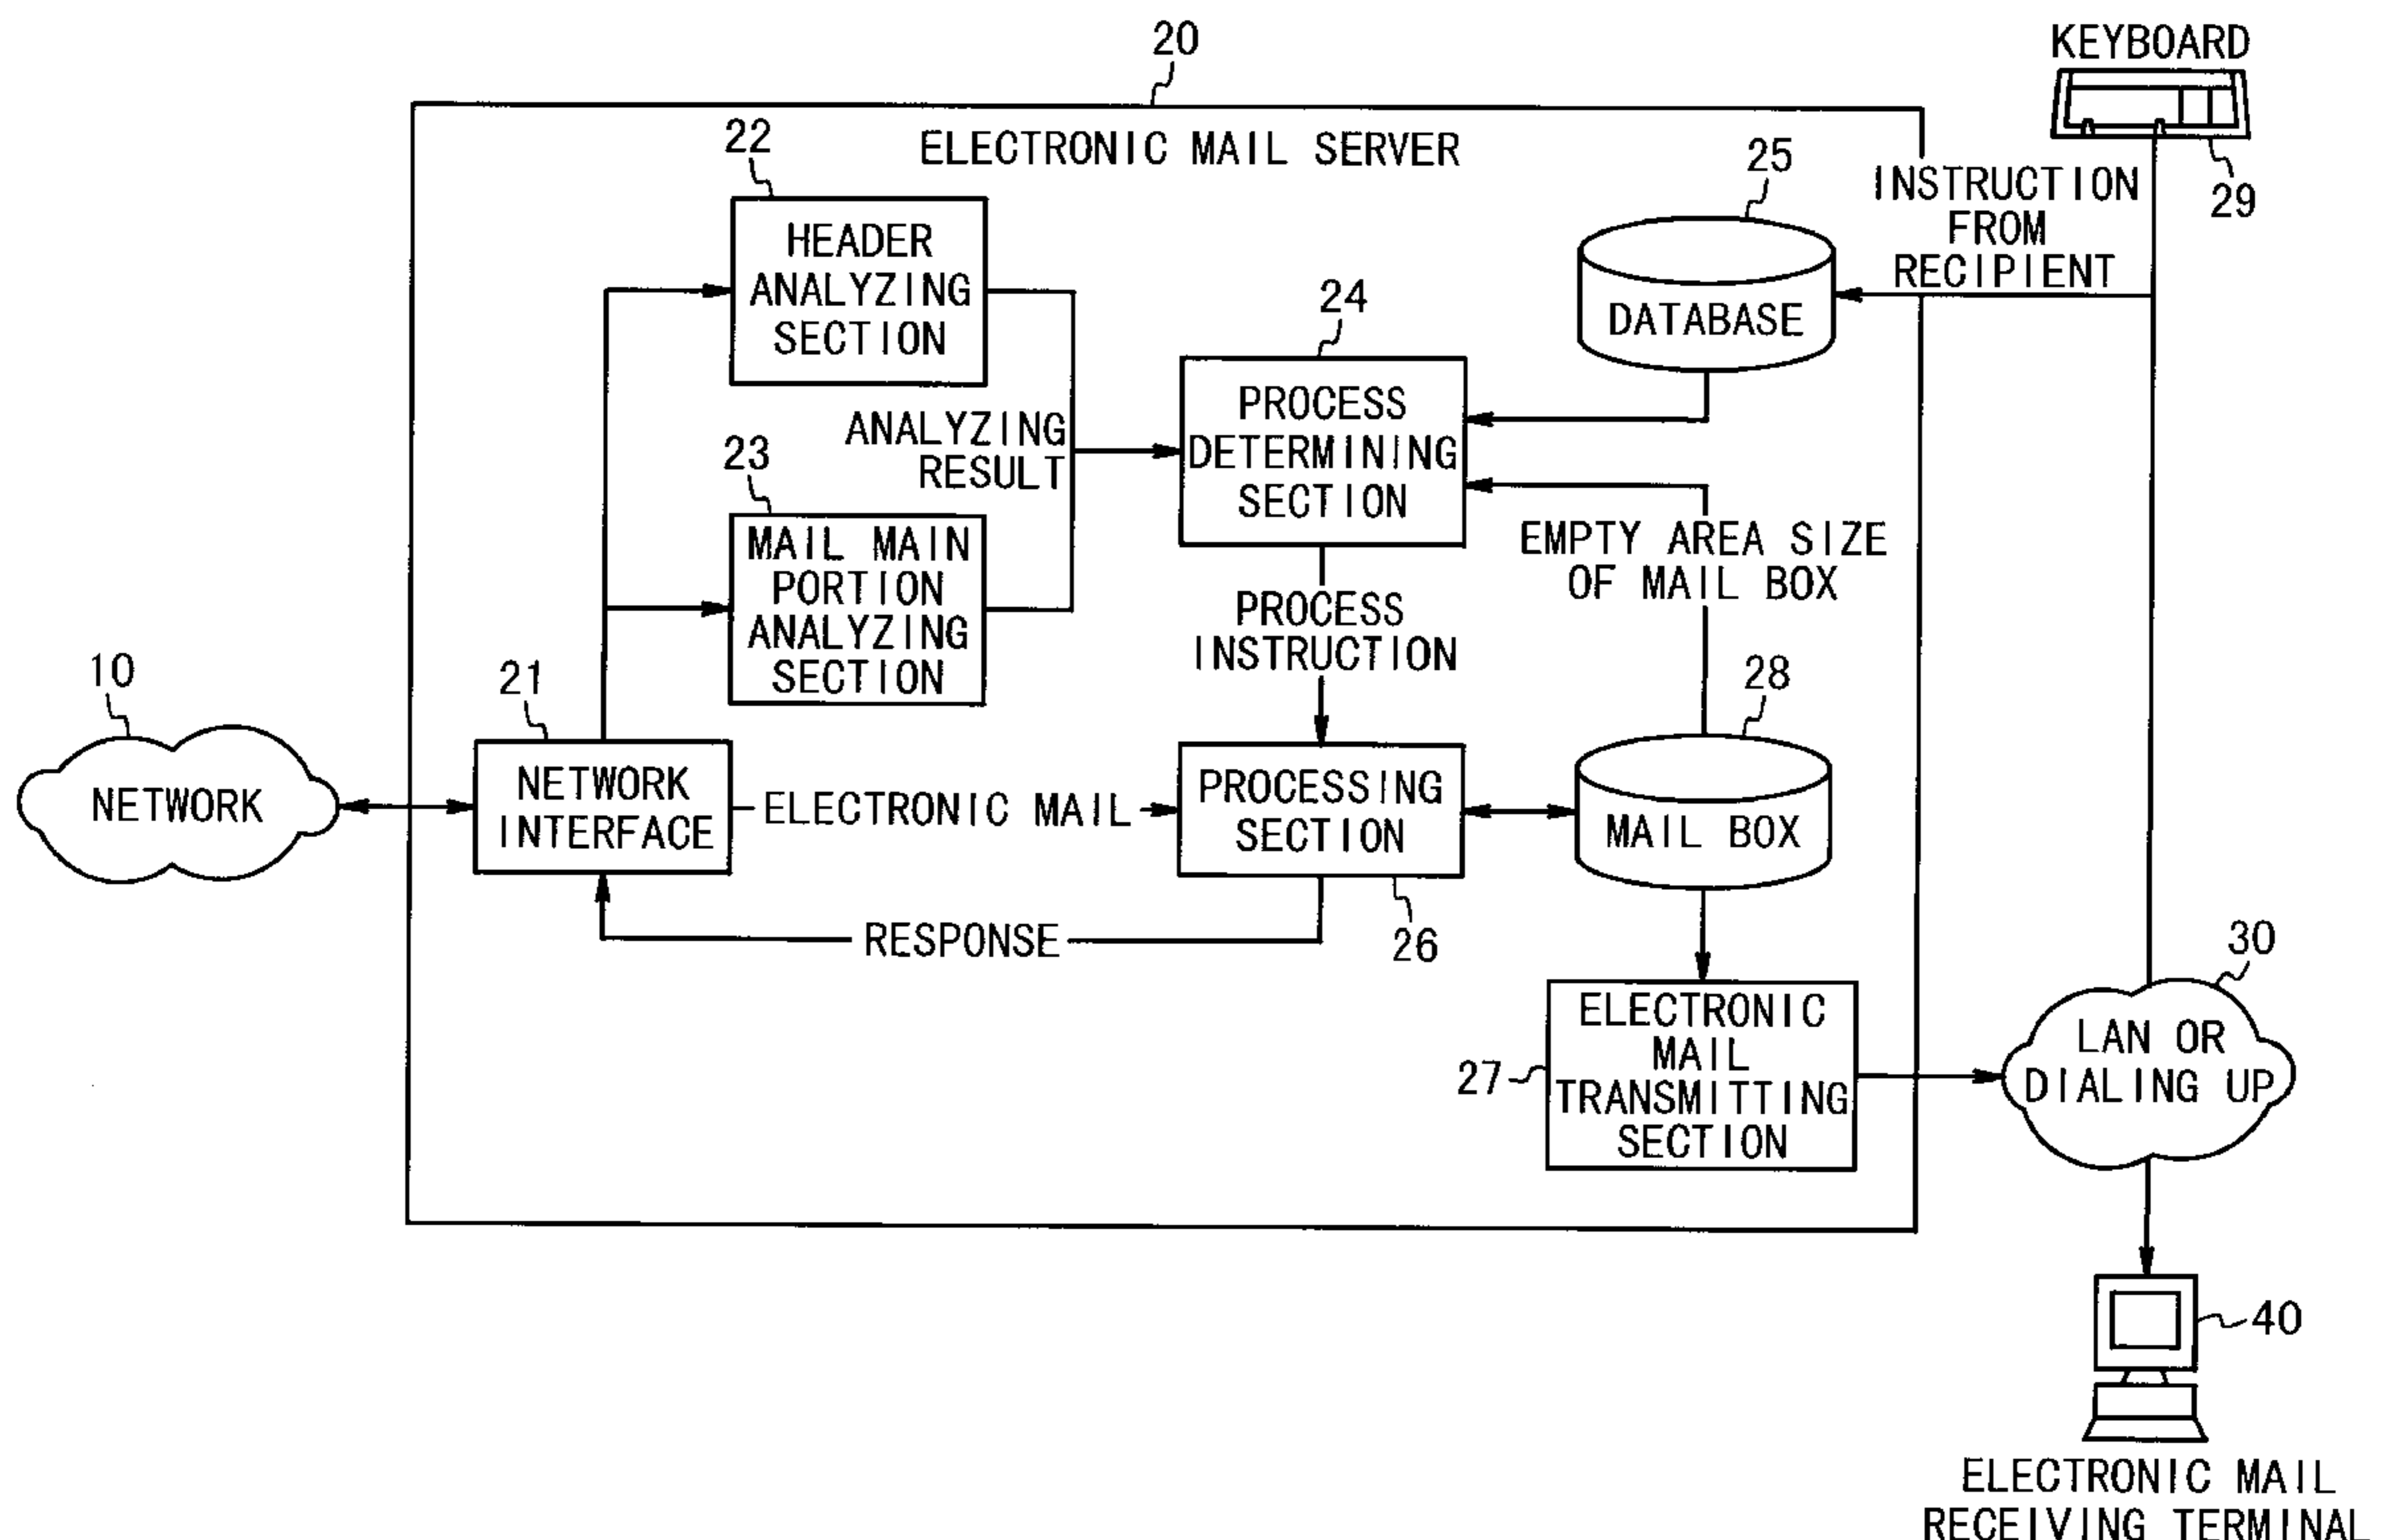 20
KEYBOARD
ELECTRONIC MAIL SERVER
22
25
INSTRUCTION
FROM
RECIPIENT
29
HEADER
ANALYZING
SECTION
24
DATABASE
ANALYZING
RESULT
PROCESS
DETERMINING
SECTION
23
MAIL MAIN
PORTION
ANALYZING
SECTION
EMPTY AREA SIZE
OF MAIL BOX
PROCESS
INSTRUCTION
10
21
28
NETWORK
NETWORK
INTERFACE
ELECTRONIC MAIL
PROCESSING
SECTION
MAIL BOX
RESPONSE
26
30
27
ELECTRONIC
MAIL
TRANSMITTING
SECTION
LAN OR
DIALING UP
40
ELECTRONIC MAIL
RECEIVING TERMINAL